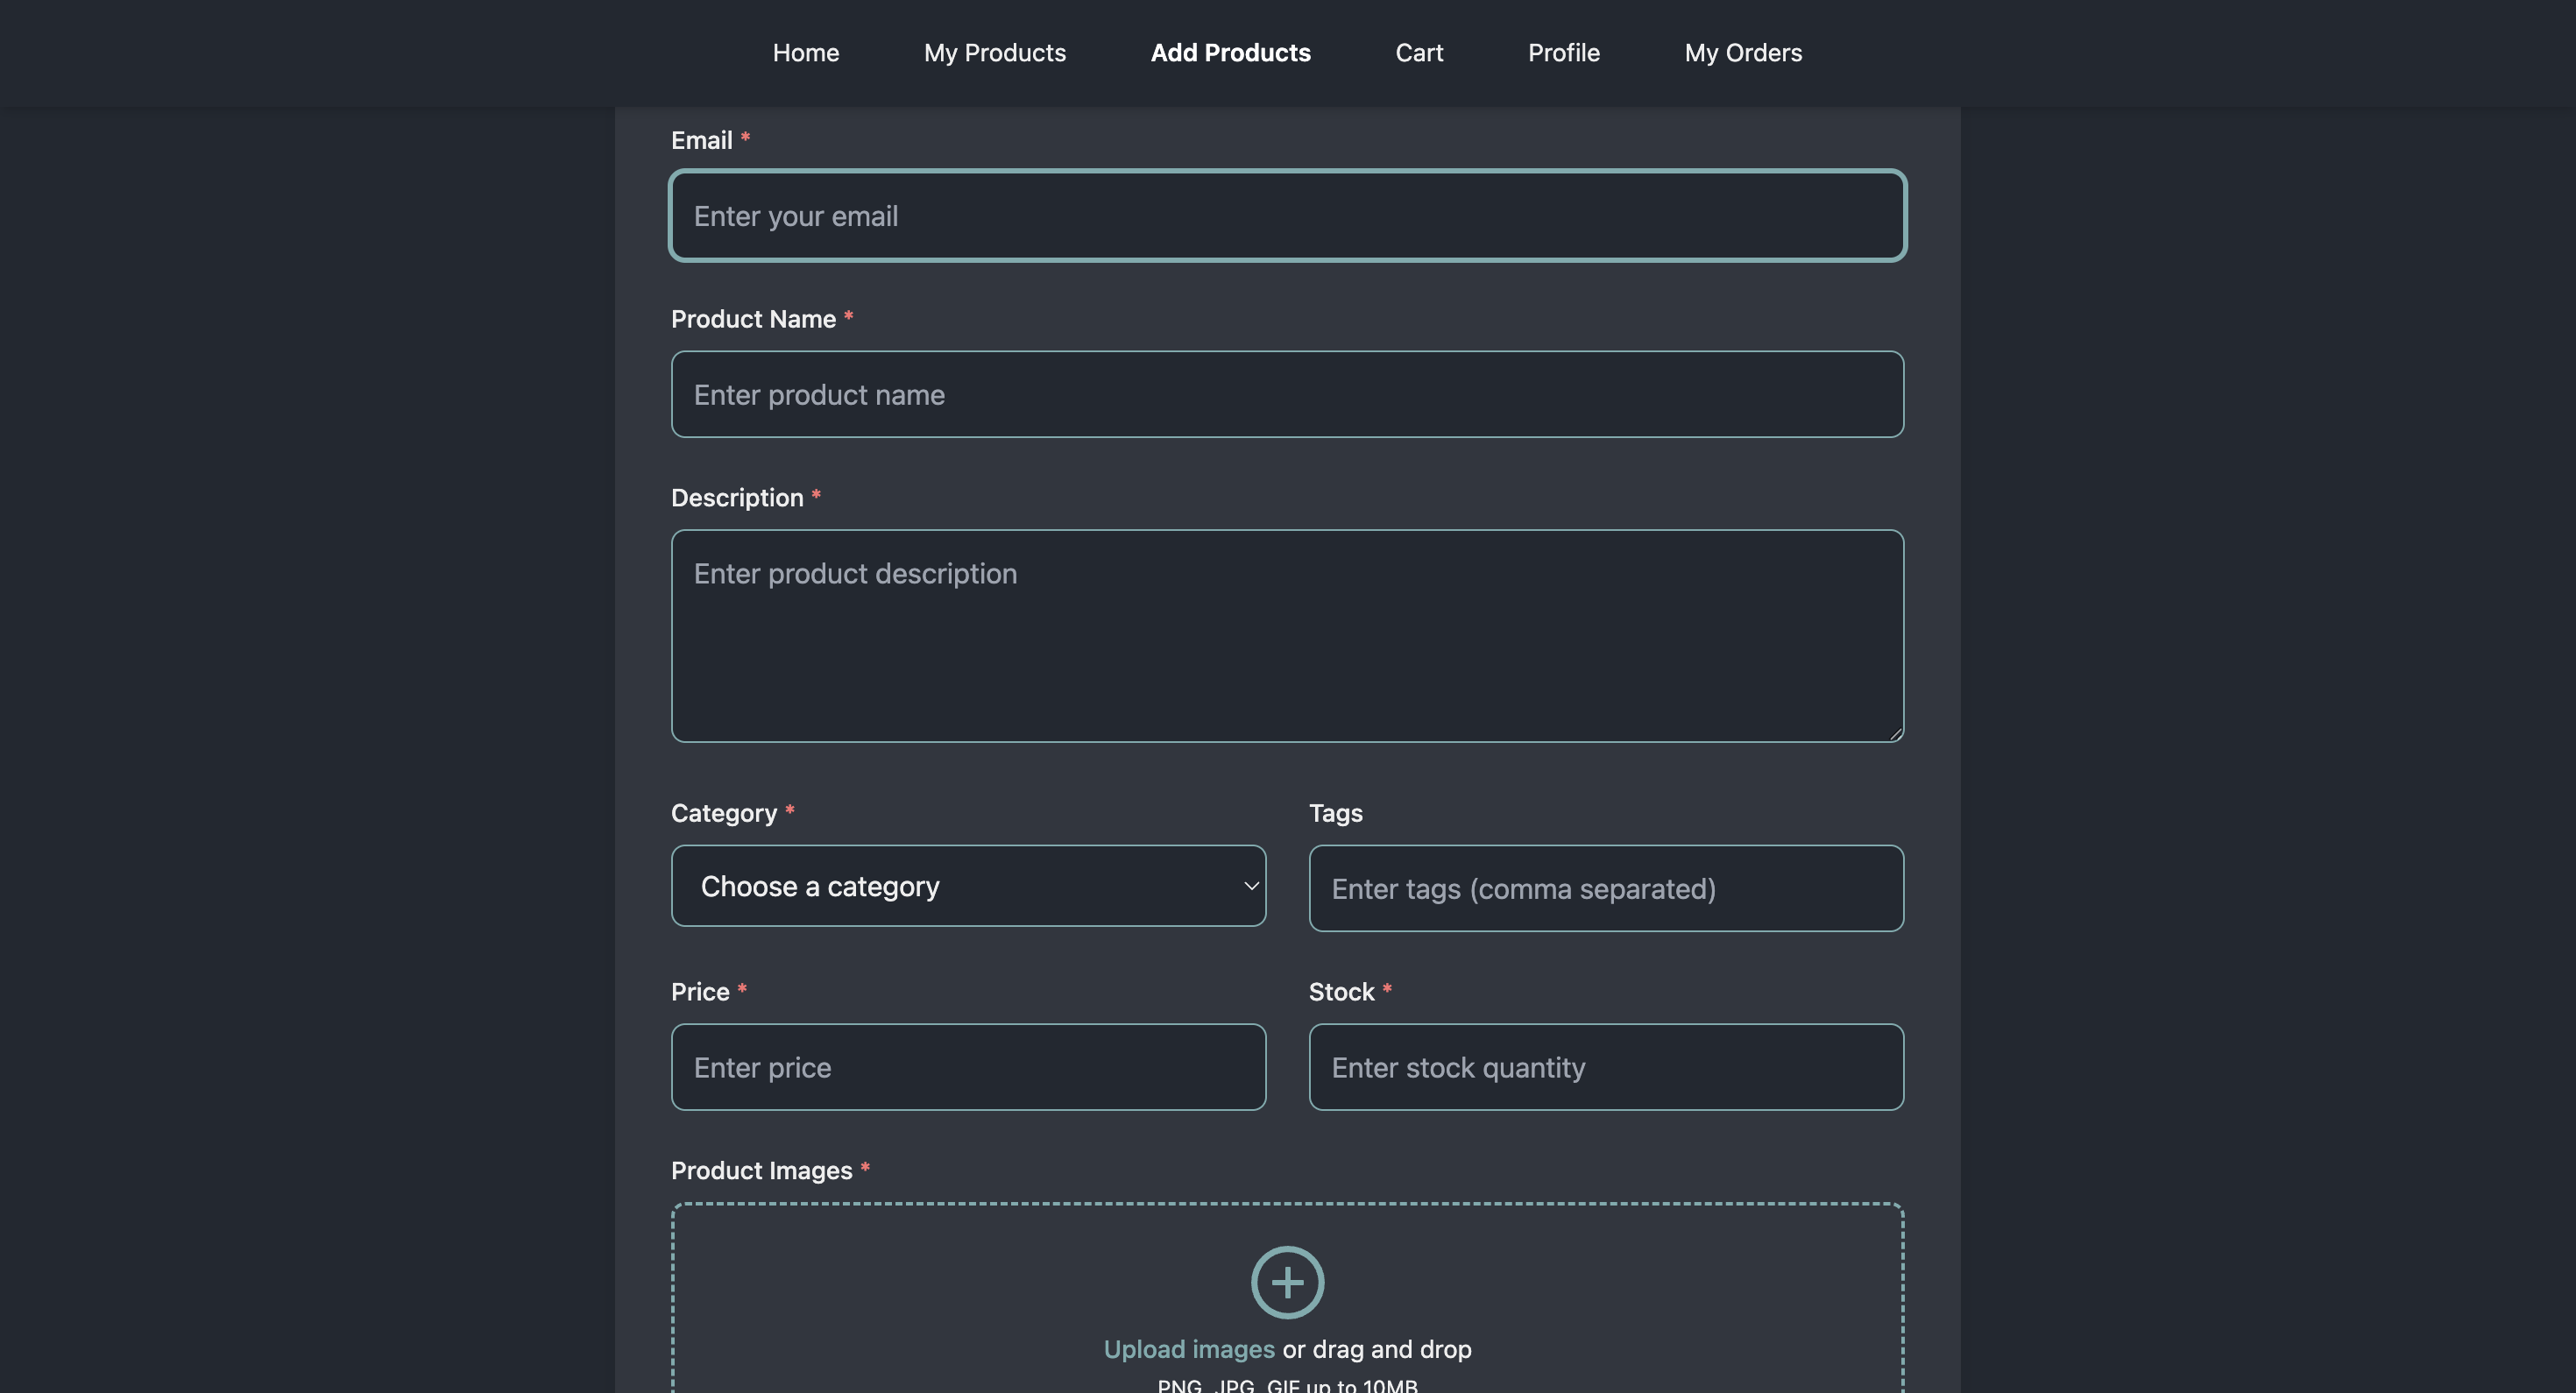 Home My Products Add Products Cart Profile My Orders
Email *
Enter your email
Product Name *
Enter product name
Description *
Enter product description
Category * Tags
Choose a category Enter tags (comma separated)
Price * Stock *
Enter price Enter stock quantity
Product Images *
Upload images or drag and drop
PNG, JPG, GIF up to 10MB